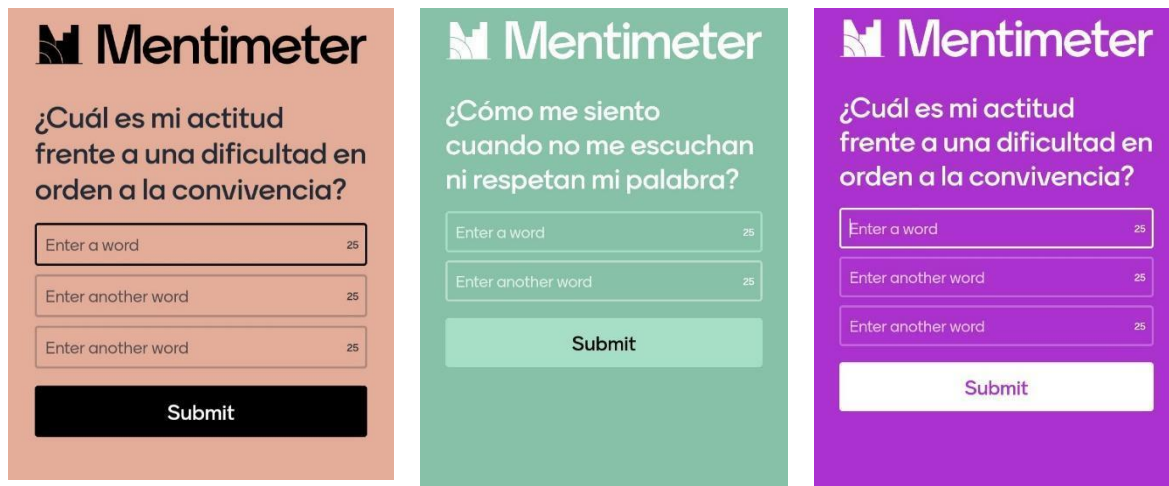 Mentimeter
¿Cuál es mi actitud
frente a una dificultad en
orden a la convivencia?
Enter a word 25
Enter another word 25
Enter another word 25
Submit
Mentimeter
¿Cómo me siento
cuando no me escuchan
ni respetan mi palabra?
Enter a word 25
Enter another word 25
Submit
Mentimeter
¿Cuál es mi actitud
frente a una dificultad en
orden a la convivencia?
Enter a word 25
Enter another word 25
Enter another word 25
Submit